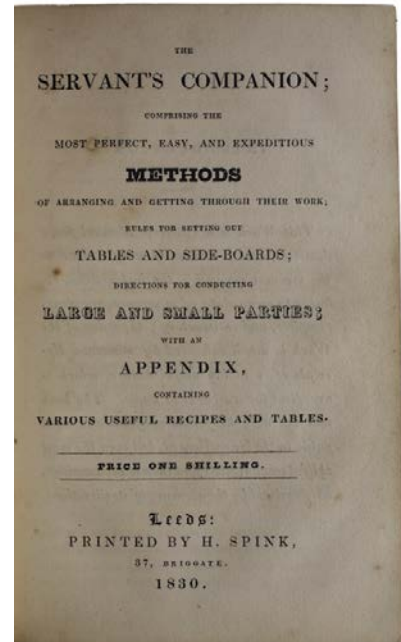 THE
SERVANT'S COMPANION;
COMPRISING THE
MOST PERFECT, EASY, AND EXPEDITIOUS
METHODS
OF ARRANGING AND GETTING THROUGH THEIR WORK;
RULES FOR SETTING OUT
TABLES AND SIDE-BOARDS;
DIRECTIONS FOR CONDUCTING
LARGE AND SMALL PARTIES;
WITH AN
APPENDIX,
CONTAINING
VARIOUS USEFUL RECIPES AND TABLES.
PRICE ONE SHILLING.
Leeds:
PRINTED BY H. SPINK,
37, BRIGGATE.
1830.